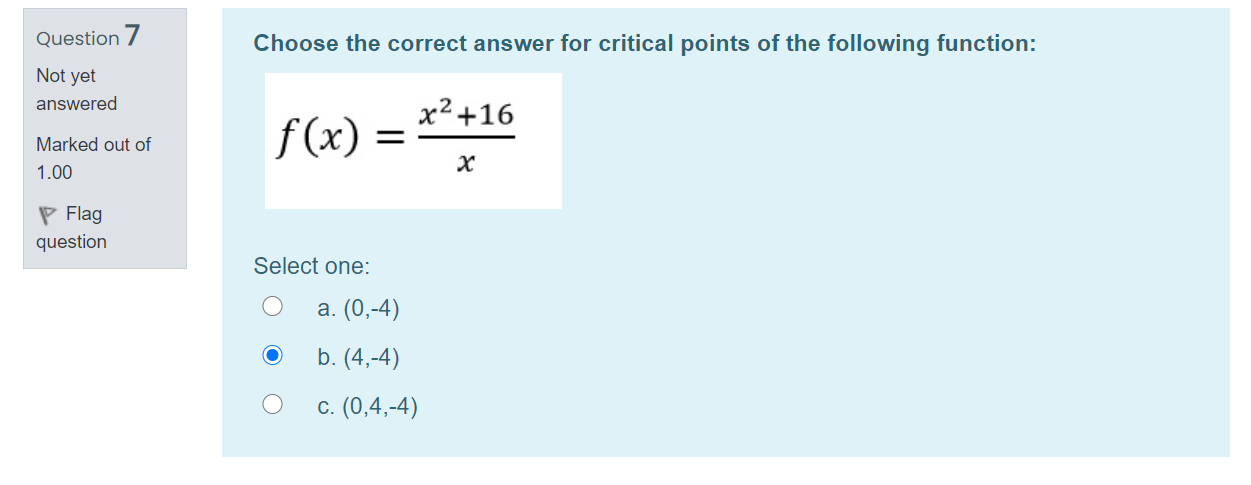 Question 7
Not yet
answered
Marked out of
1.00
Flag
question
Choose the correct answer for critical points of the following function:
f(x) = \frac{x^2+16}{x}
Select one:
a. (0,-4)
b. (4,-4)
c. (0,4,-4)